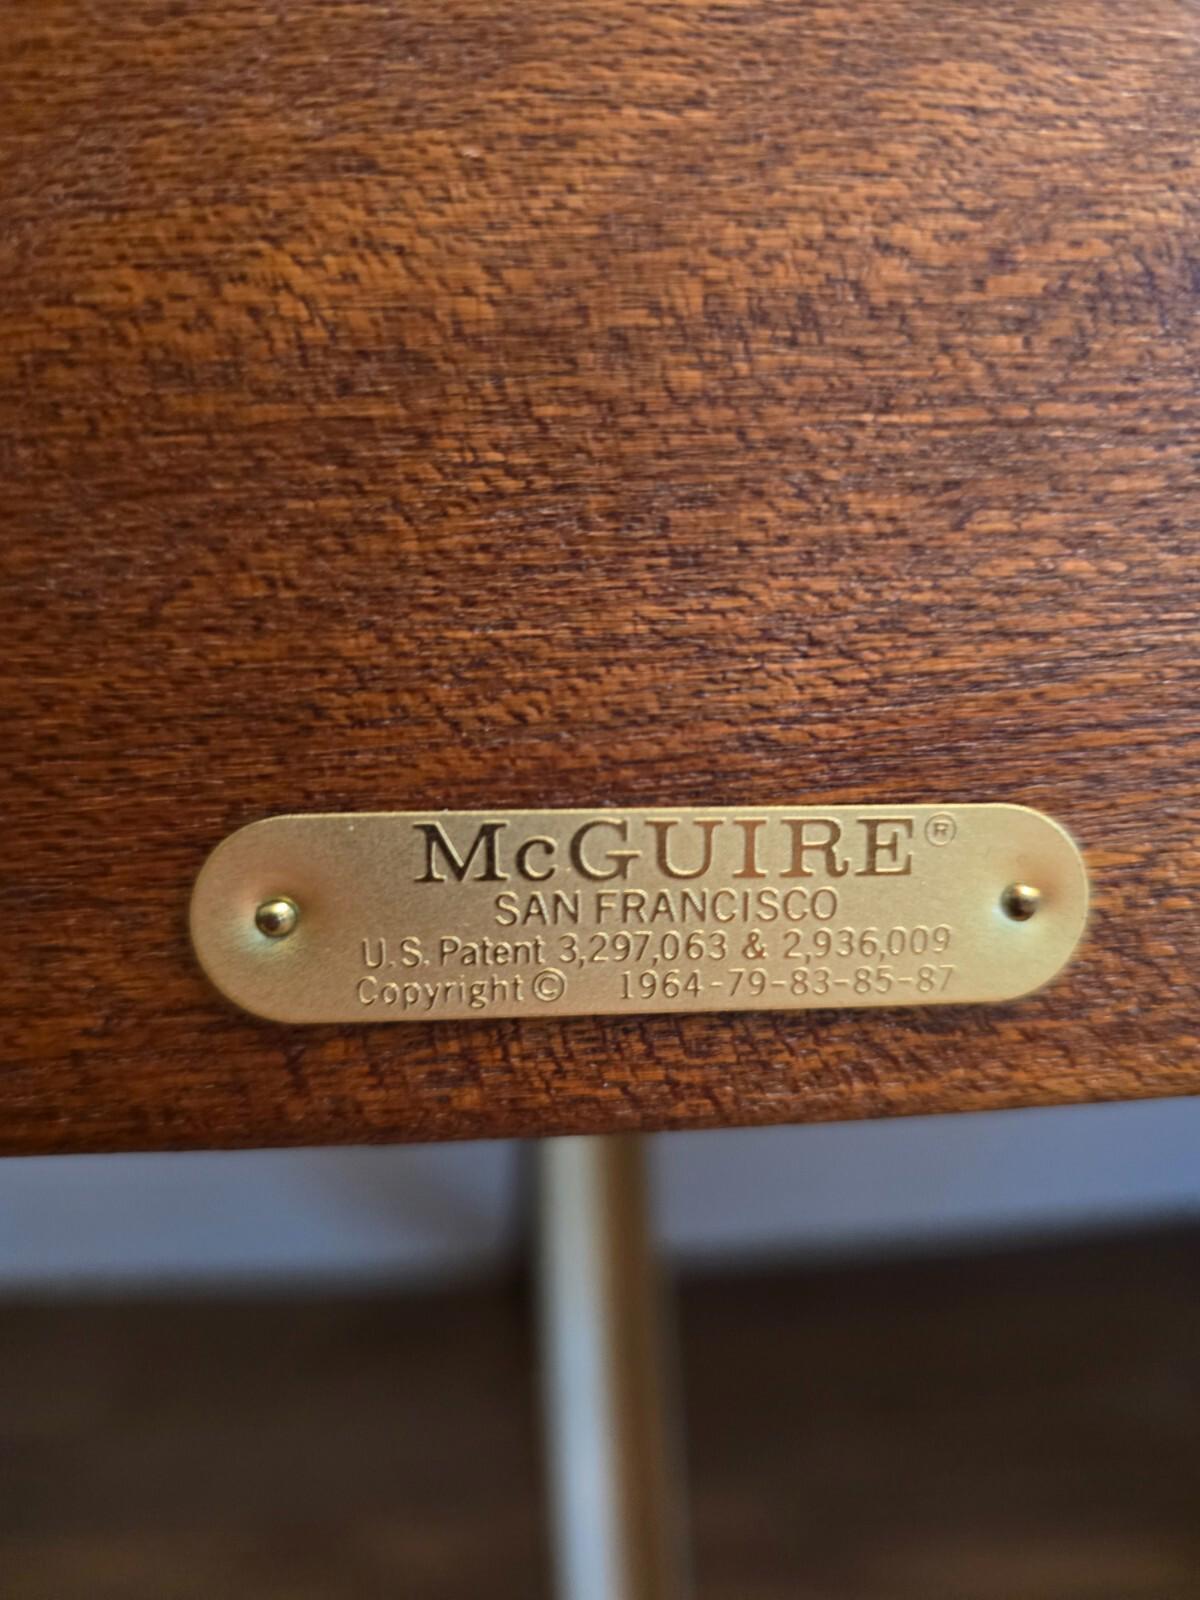 McGUIRE®
SAN FRANCISCO
U.S. Patent 3,297,063 & 2,936,009
Copyright © 1964-79-83-85-87